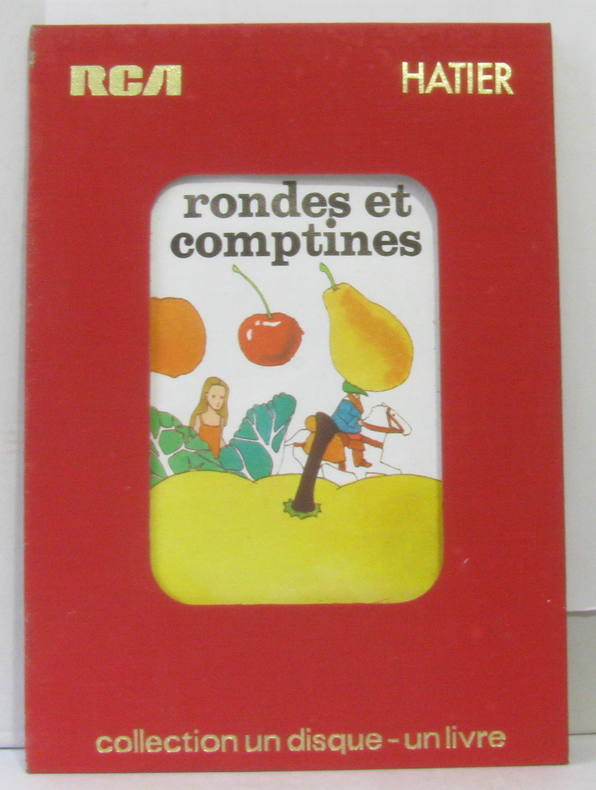 RCA HATIER
rondes et
comptines
collection un disque - un livre